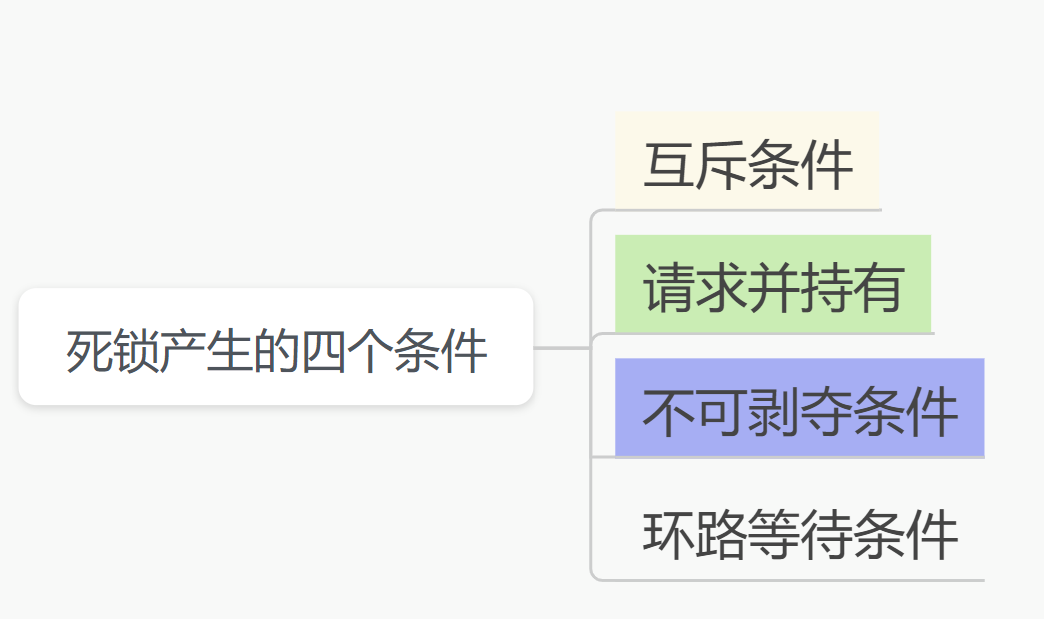 互斥条件
请求并持有
死锁产生的四个条件
不可剥夺条件
环路等待条件